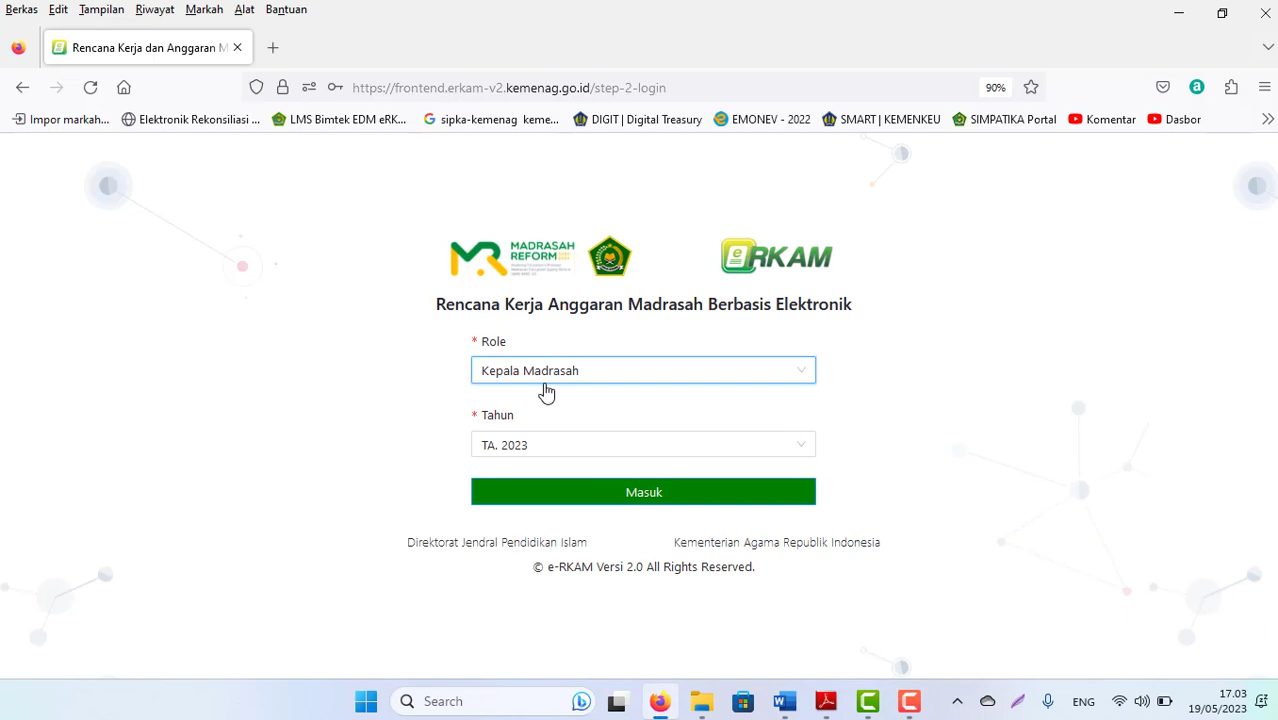 Berkas Edit Tampilan Riwayat Markah Alat Bantuan
Rencana Kerja dan Anggaran M
https://frontend.erkam-v2.kemenag.go.id/step-2-login 90%
Impor markah... Elektronik Rekonsiliasi ... LMS Bimtek EDM eRK... sipka-kemenag keme... DIGIT | Digital Treasury EMONEV - 2022 SMART | KEMENKEU SIMPATIKA Portal Komentar Dasbor
MADRASAH
REFORM
eRKAM
Rencana Kerja Anggaran Madrasah Berbasis Elektronik
* Role
Kepala Madrasah
* Tahun
TA. 2023
Masuk
Direktorat Jendral Pendidikan Islam Kementerian Agama Republik Indonesia
© e-RKAM Versi 2.0 All Rights Reserved.
Search ENG 17.03
19/05/2023